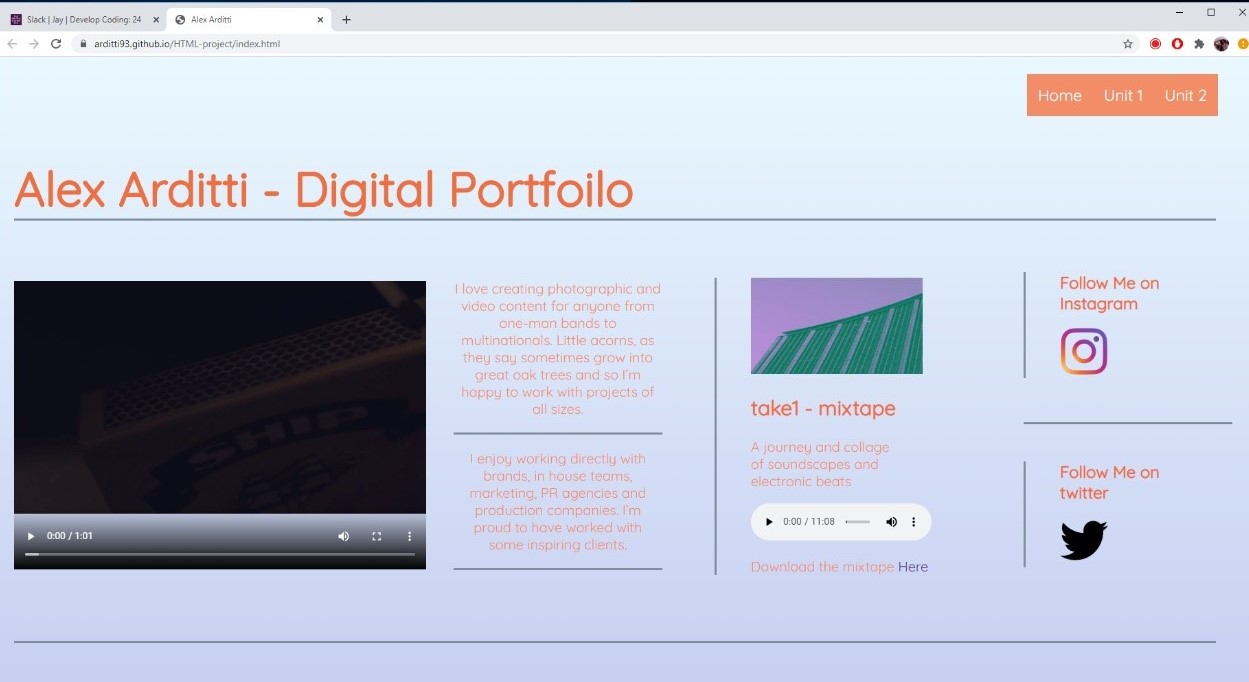 Slack | Jay | Develop Coding: 24
Alex Arditti
arditti93.github.io/HTML-project/index.html
Home Unit 1 Unit 2
Alex Arditti - Digital Portfoilo
I love creating photographic and
video content for anyone from
one-man bands to
multinationals. Little acorns, as
they say sometimes grow into
great oak trees and so I'm
happy to work with projects of
all sizes.
I enjoy working directly with
brands, in house teams,
marketing, PR agencies and
production companies. I'm
proud to have worked with
some inspiring clients.
SHIP
0:00 / 1:01
take1 - mixtape
A journey and collage
of soundscapes and
electronic beats
0:00 / 11:08
Download the mixtape Here
Follow Me on
Instagram
Follow Me on
twitter